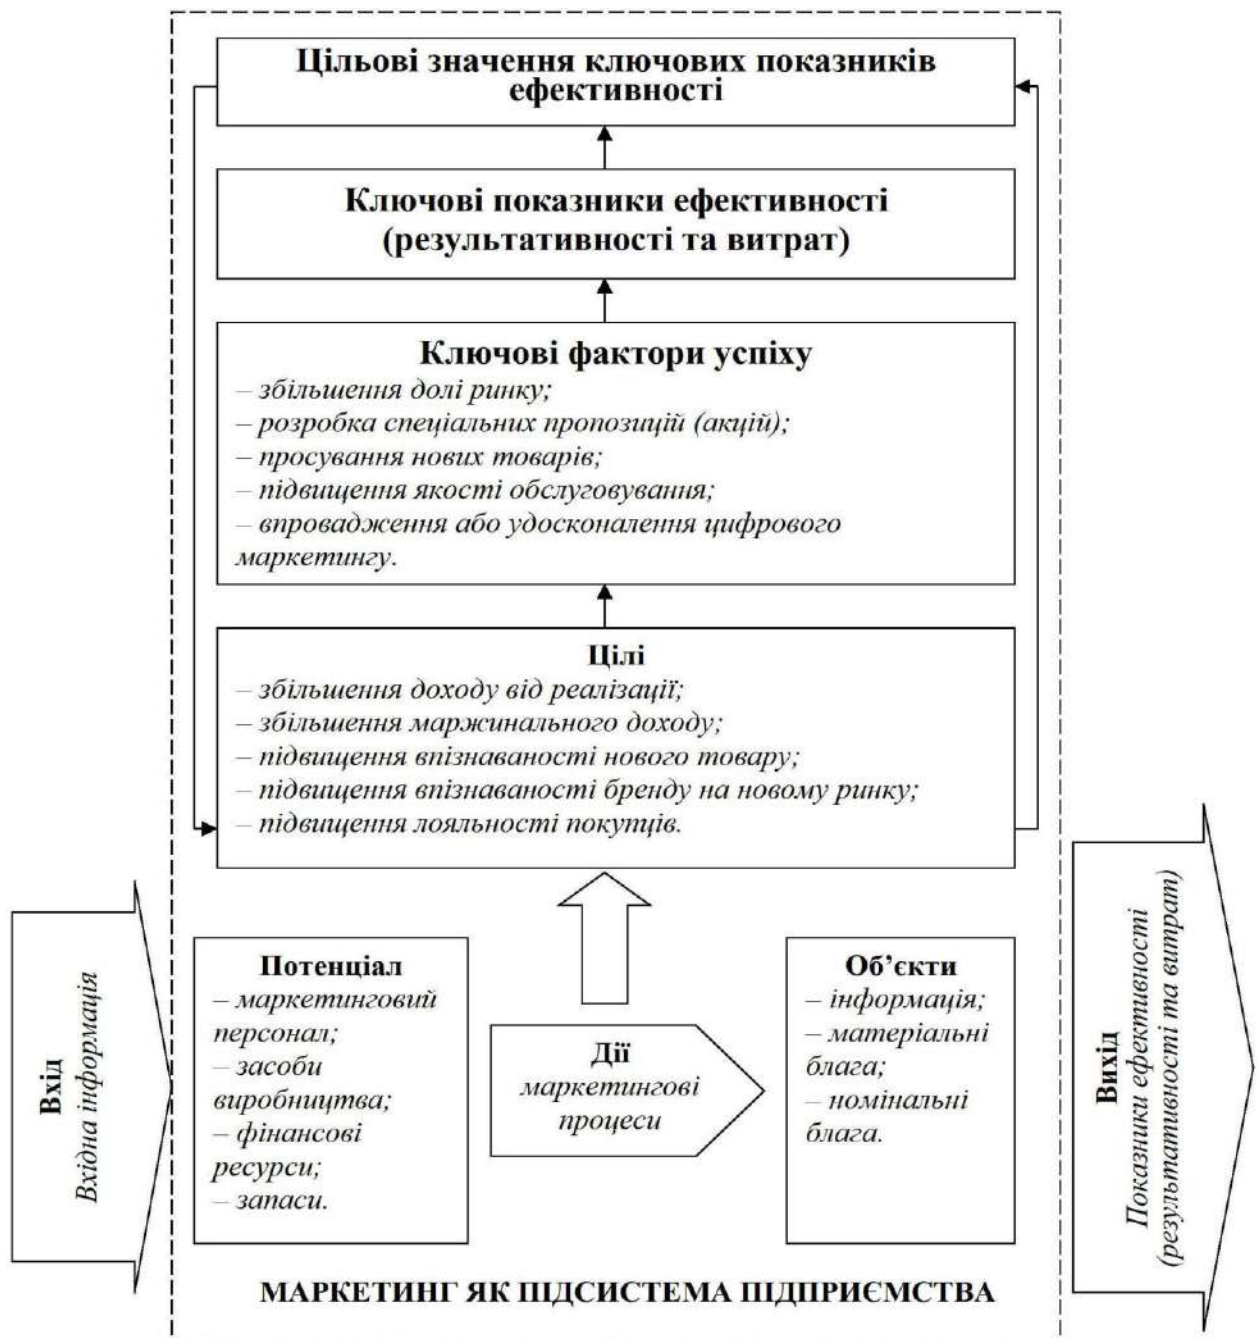 Цільові значення ключових показників
ефективності
Ключові показники ефективності
(результативності та витрат)
Ключові фактори успіху
– збільшення долі ринку;
– розробка спеціальних пропозицій (акцій);
– просування нових товарів;
– підвищення якості обслуговування;
– впровадження або удосконалення цифрового
маркетингу.
Цілі
– збільшення доходу від реалізації;
– збільшення маржинального доходу;
– підвищення впізнаваності нового товару;
– підвищення впізнаваності бренду на новому ринку;
– підвищення лояльності покупців.
Вхід
Вхідна інформація
Потенціал
– маркетинговий
персонал;
– засоби
виробництва;
– фінансові
ресурси;
– запаси.
Дії
маркетингові
процеси
Об’єкти
– інформація;
– матеріальні
блага;
– номінальні
блага.
Вихід
Показники ефективності
(результативності та витрат)
МАРКЕТИНГ ЯК ПІДСИСТЕМА ПІДПРИЄМСТВА